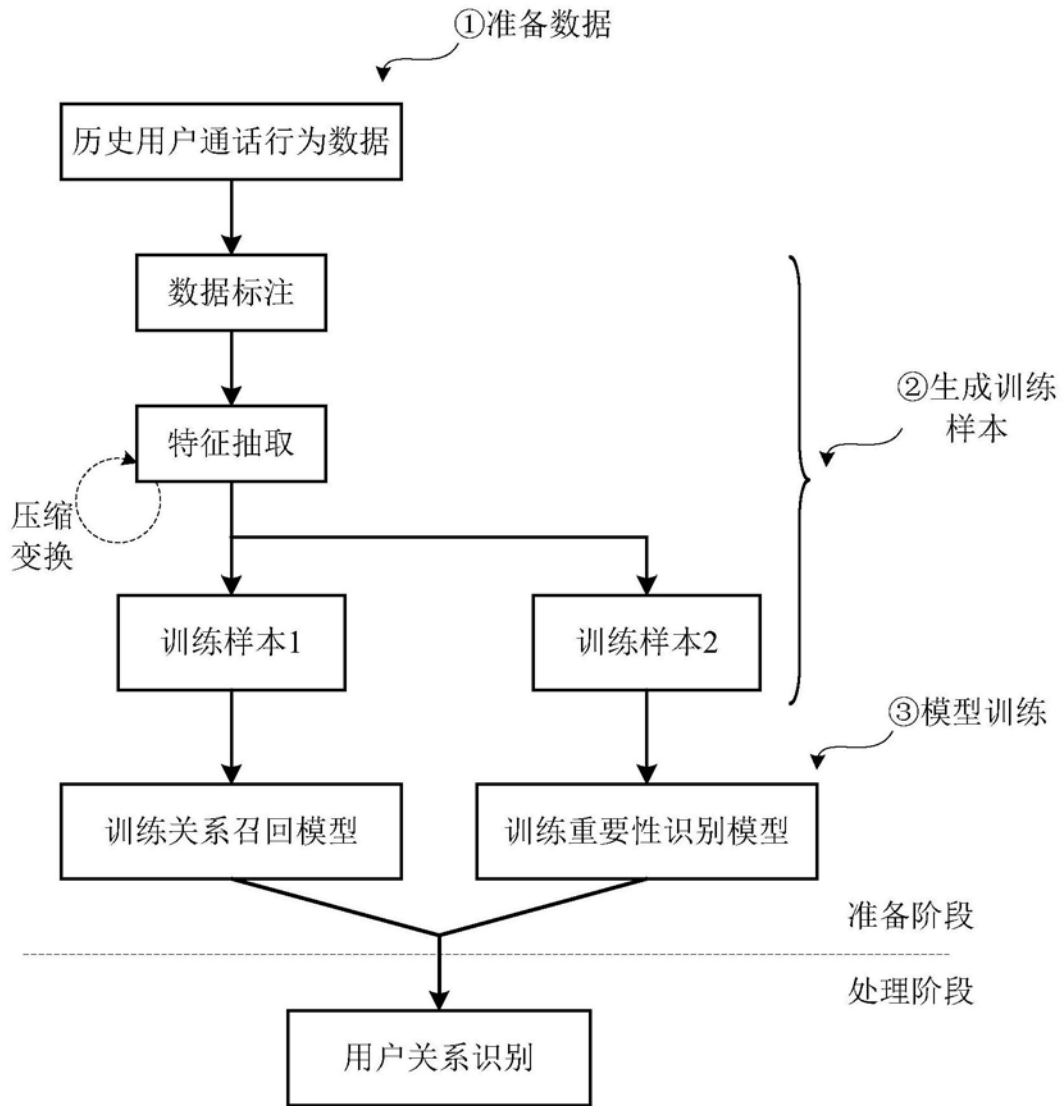 ①准备数据
历史用户通话行为数据
数据标注
特征抽取
②生成训练
样本
压缩
变换
训练样本1
训练样本2
③模型训练
训练关系召回模型
训练重要性识别模型
准备阶段
处理阶段
用户关系识别